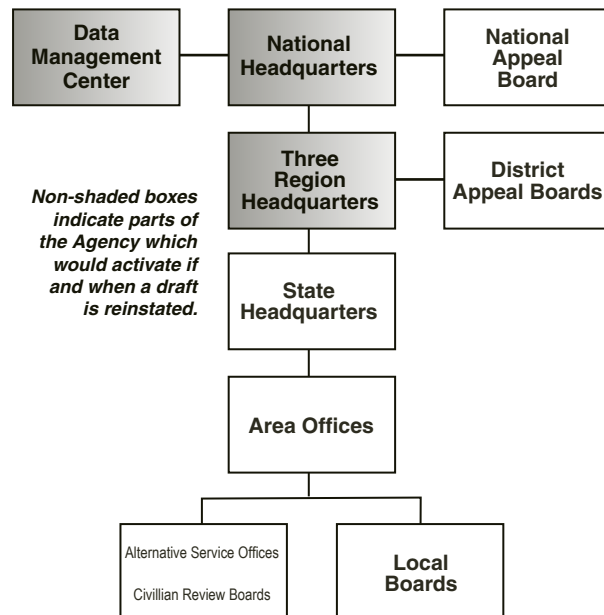 Data
Management
Center
National
Headquarters
National
Appeal
Board
Three
Region
Headquarters
District
Appeal Boards
Non-shaded boxes
indicate parts of
the Agency which
would activate if
and when a draft
is reinstated.
State
Headquarters
Area Offices
Alternative Service Offices
Civillian Review Boards
Local
Boards